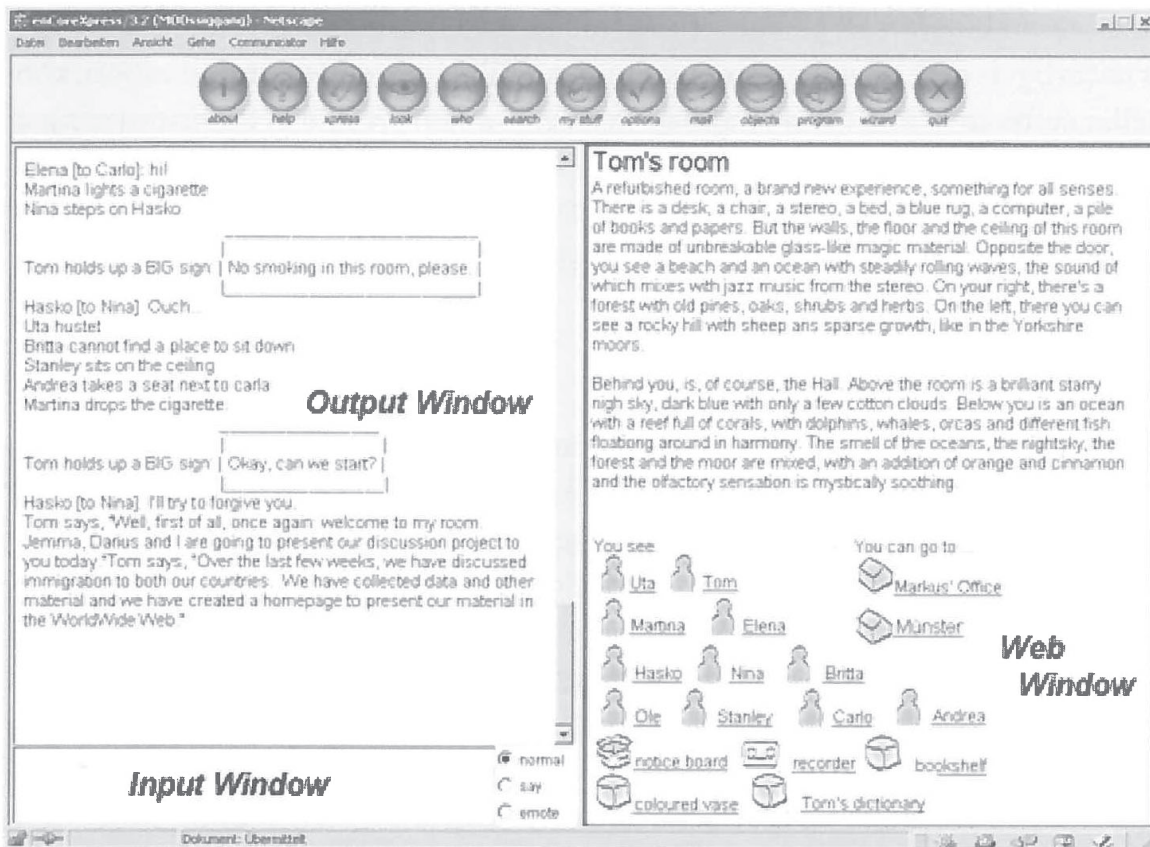 enCoreXpress/3.2 (MOOssiggang) - Netscape
Datei Bearbeiten Ansicht Gehe Communicator Hilfe
about help xpress look who search my stuff options mail objects program wizard quit
Elena [to Carlo]: hi!
Martina lights a cigarette
Nina steps on Hasko
Tom holds up a BIG sign: | No smoking in this room, please. |
Hasko [to Nina]: Ouch...
Uta hustet
Britta cannot find a place to sit down
Stanley sits on the ceiling
Andrea takes a seat next to carla
Martina drops the cigarette.
Output Window
Tom holds up a BIG sign: | Okay, can we start? |
Hasko [to Nina]: I'll try to forgive you.
Tom says, "Well, first of all, once again: welcome to my room.
Jemma, Darius and I are going to present our discussion project to
you today."Tom says, "Over the last few weeks, we have discussed
immigration to both our countries. We have collected data and other
material and we have created a homepage to present our material in
the WorldWide Web."
Input Window
normal
say
emote
Tom's room
A refurbished room, a brand new experience, something for all senses.
There is a desk, a chair, a stereo, a bed, a blue rug, a computer, a pile
of books and papers. But the walls, the floor and the ceiling of this room
are made of unbreakable glass-like magic material. Opposite the door,
you see a beach and an ocean with steadily rolling waves, the sound of
which mixes with jazz music from the stereo. On your right, there's a
forest with old pines, oaks, shrubs and herbs. On the left, there you can
see a rocky hill with sheep ans sparse growth, like in the Yorkshire
moors.
Behind you, is, of course, the Hall. Above the room is a brilliant starry
nigh sky, dark blue with only a few cotton clouds. Below you is an ocean
with a reef full of corals, with dolphins, whales, orcas and different fish
floationg around in harmony. The smell of the oceans, the nightsky, the
forest and the moor are mixed, with an addition of orange and cinnamon
and the olfactory sensation is mystically soothing.
You see You can go to
Uta Tom Markus' Office
Martina Elena Münster
Web
Window
Hasko Nina Britta
Ole Stanley Carlo Andrea
notice board recorder bookshelf
coloured vase Tom's dictionary
Dokument: Übermittelt